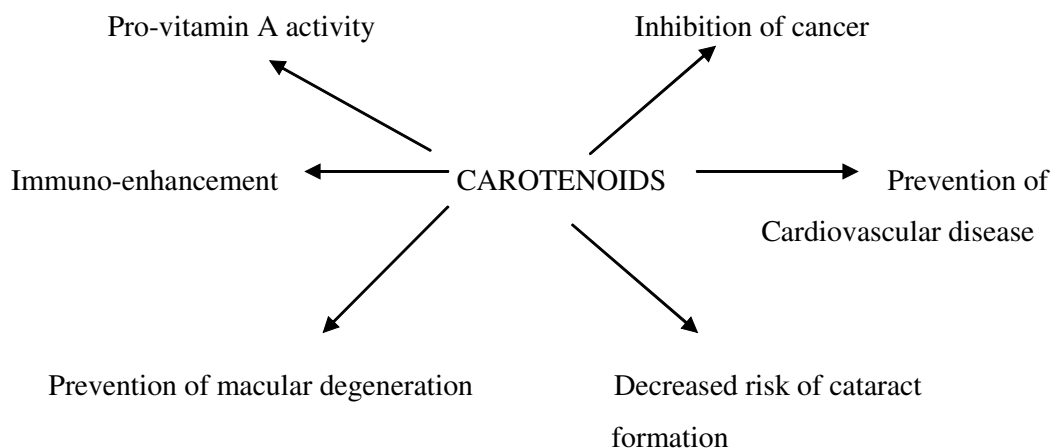 Pro-vitamin A activity
Inhibition of cancer
Immuno-enhancement
CAROTENOIDS
Prevention of
Cardiovascular disease
Prevention of macular degeneration
Decreased risk of cataract
formation